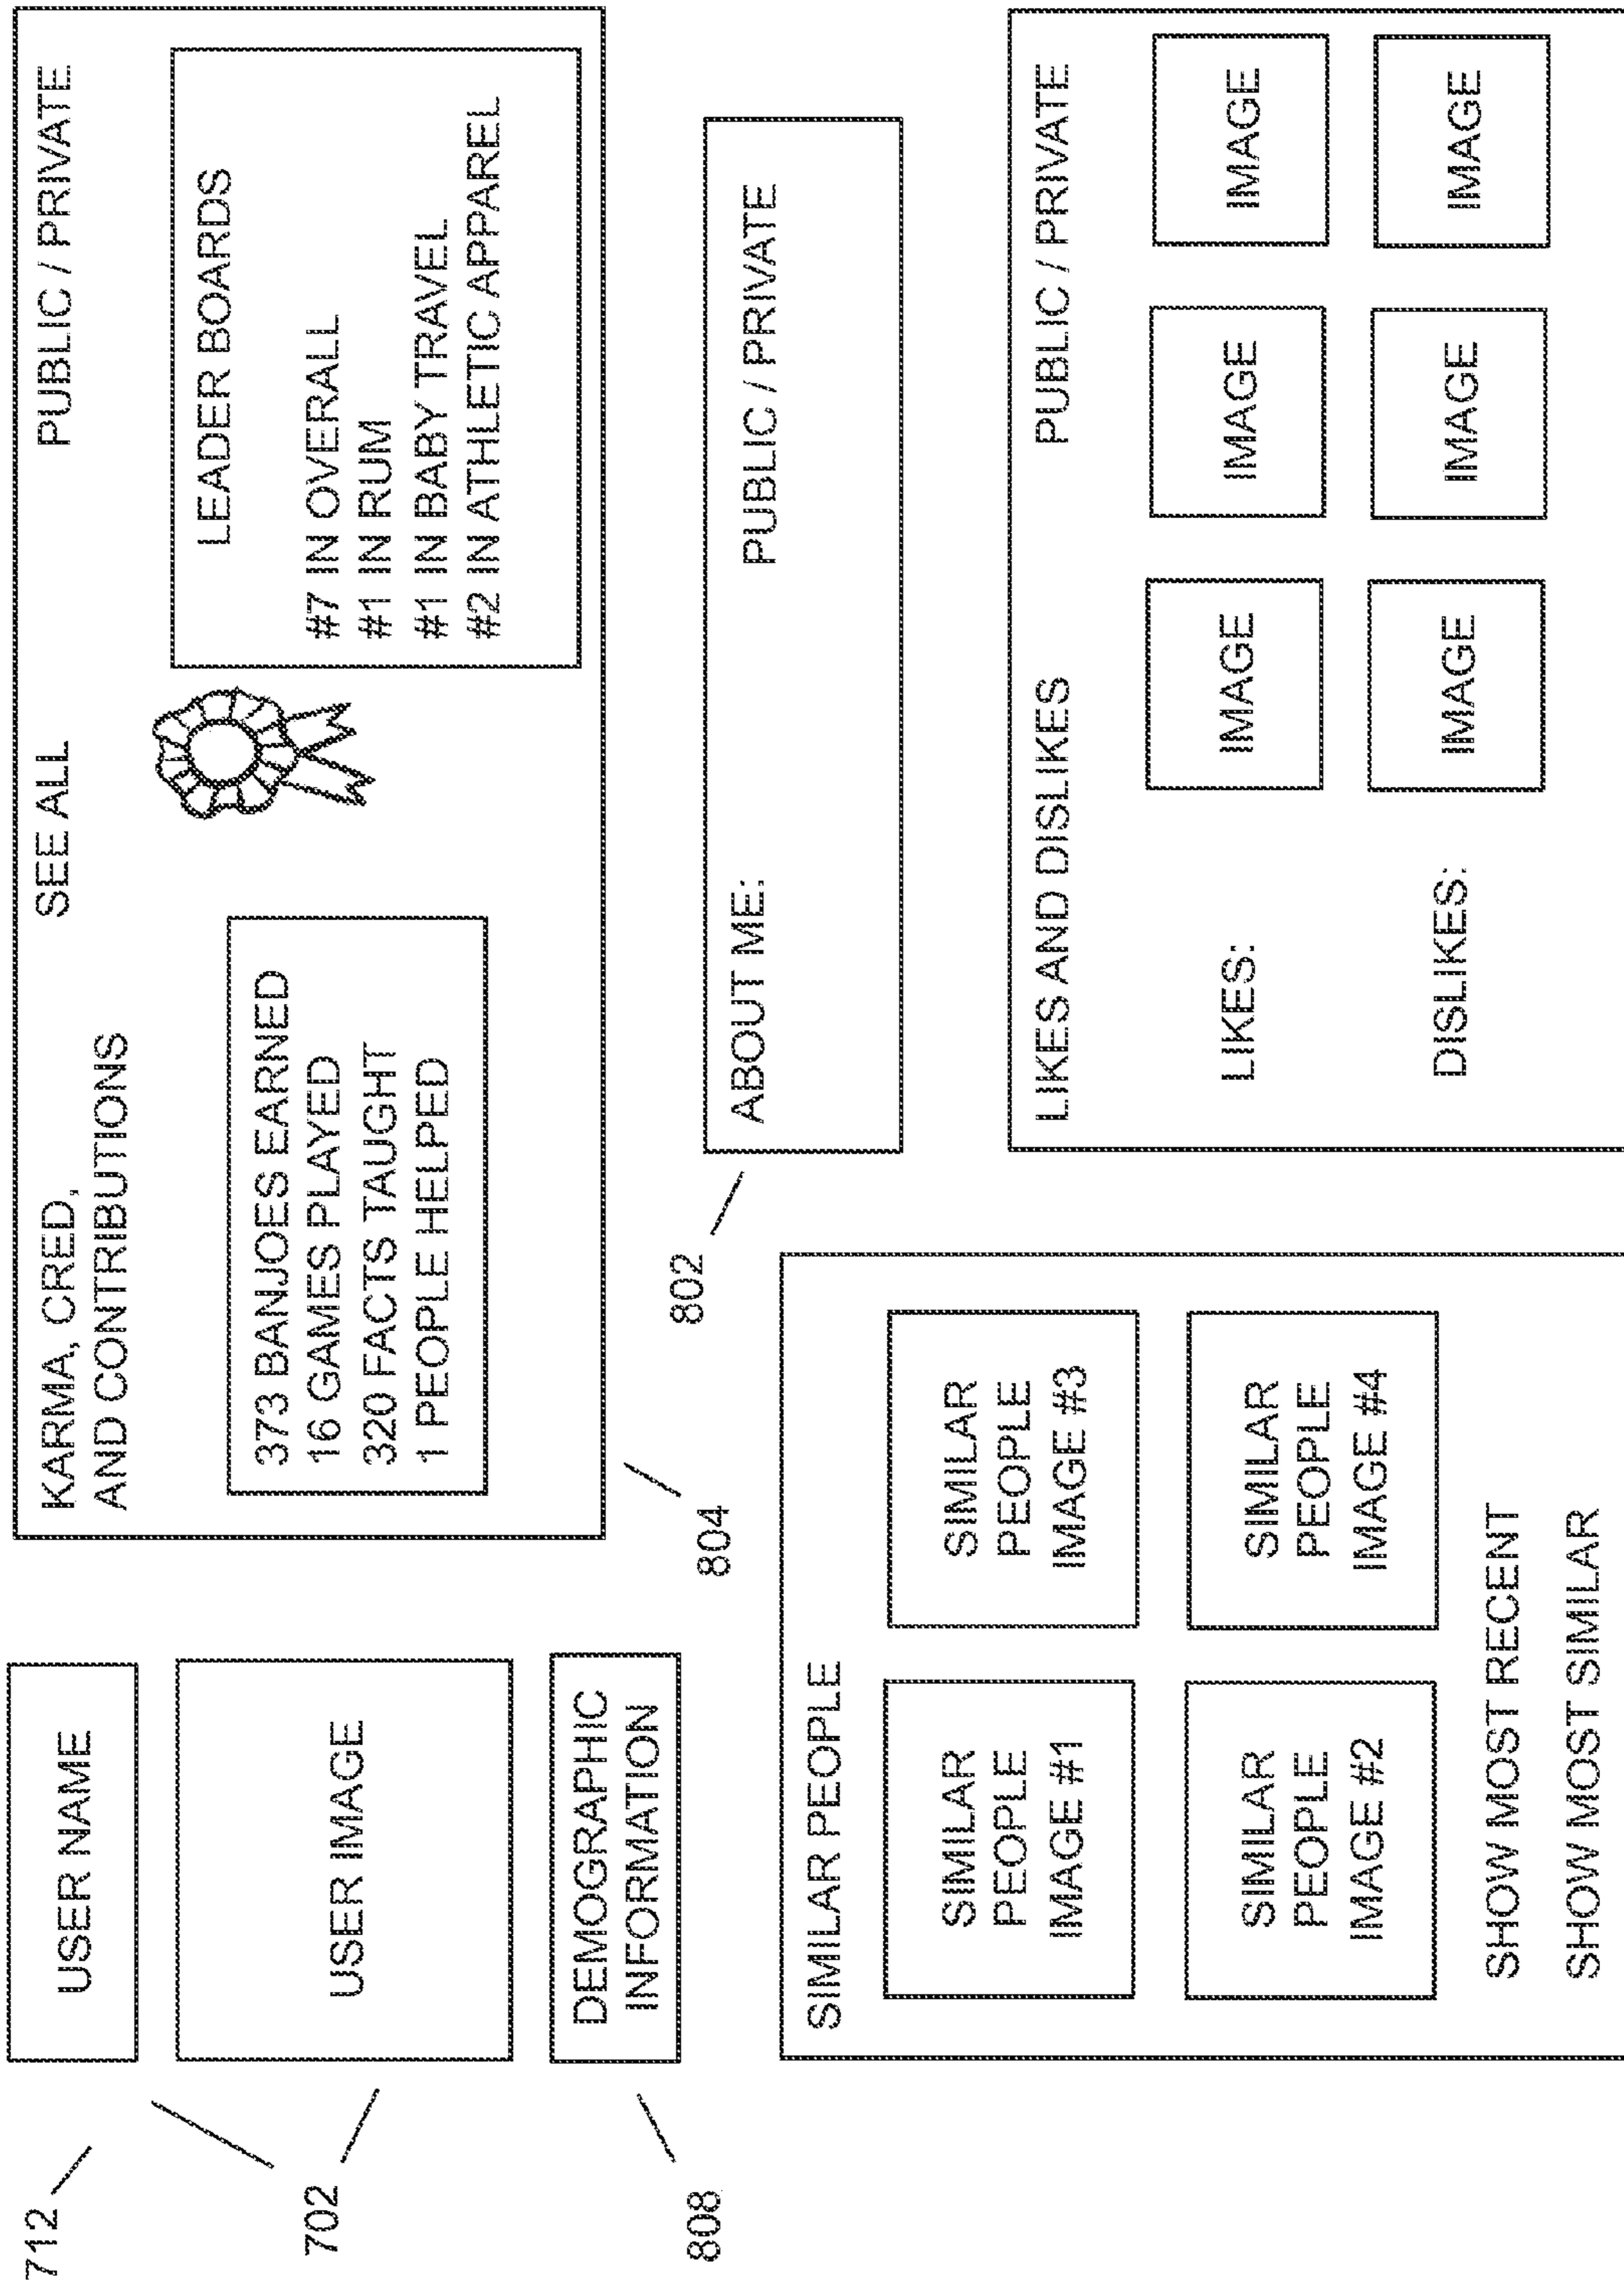 712
702
808
USER NAME
USER IMAGE
DEMOGRAPHIC
INFORMATION
KARMA, CRED,
AND CONTRIBUTIONS
SEE ALL
PUBLIC / PRIVATE
373 BANJOES EARNED
16 GAMES PLAYED
320 FACTS TAUGHT
1 PEOPLE HELPED
LEADER BOARDS
#7 IN OVERALL
#1 IN RUM
#1 IN BABY TRAVEL
#2 IN ATHLETIC APPAREL
804
802
ABOUT ME:
PUBLIC / PRIVATE
SIMILAR PEOPLE
SIMILAR
PEOPLE
IMAGE #1
SIMILAR
PEOPLE
IMAGE #3
SIMILAR
PEOPLE
IMAGE #2
SIMILAR
PEOPLE
IMAGE #4
SHOW MOST RECENT
SHOW MOST SIMILAR
LIKES AND DISLIKES
PUBLIC / PRIVATE
LIKES:
IMAGE
IMAGE
IMAGE
DISLIKES:
IMAGE
IMAGE
IMAGE